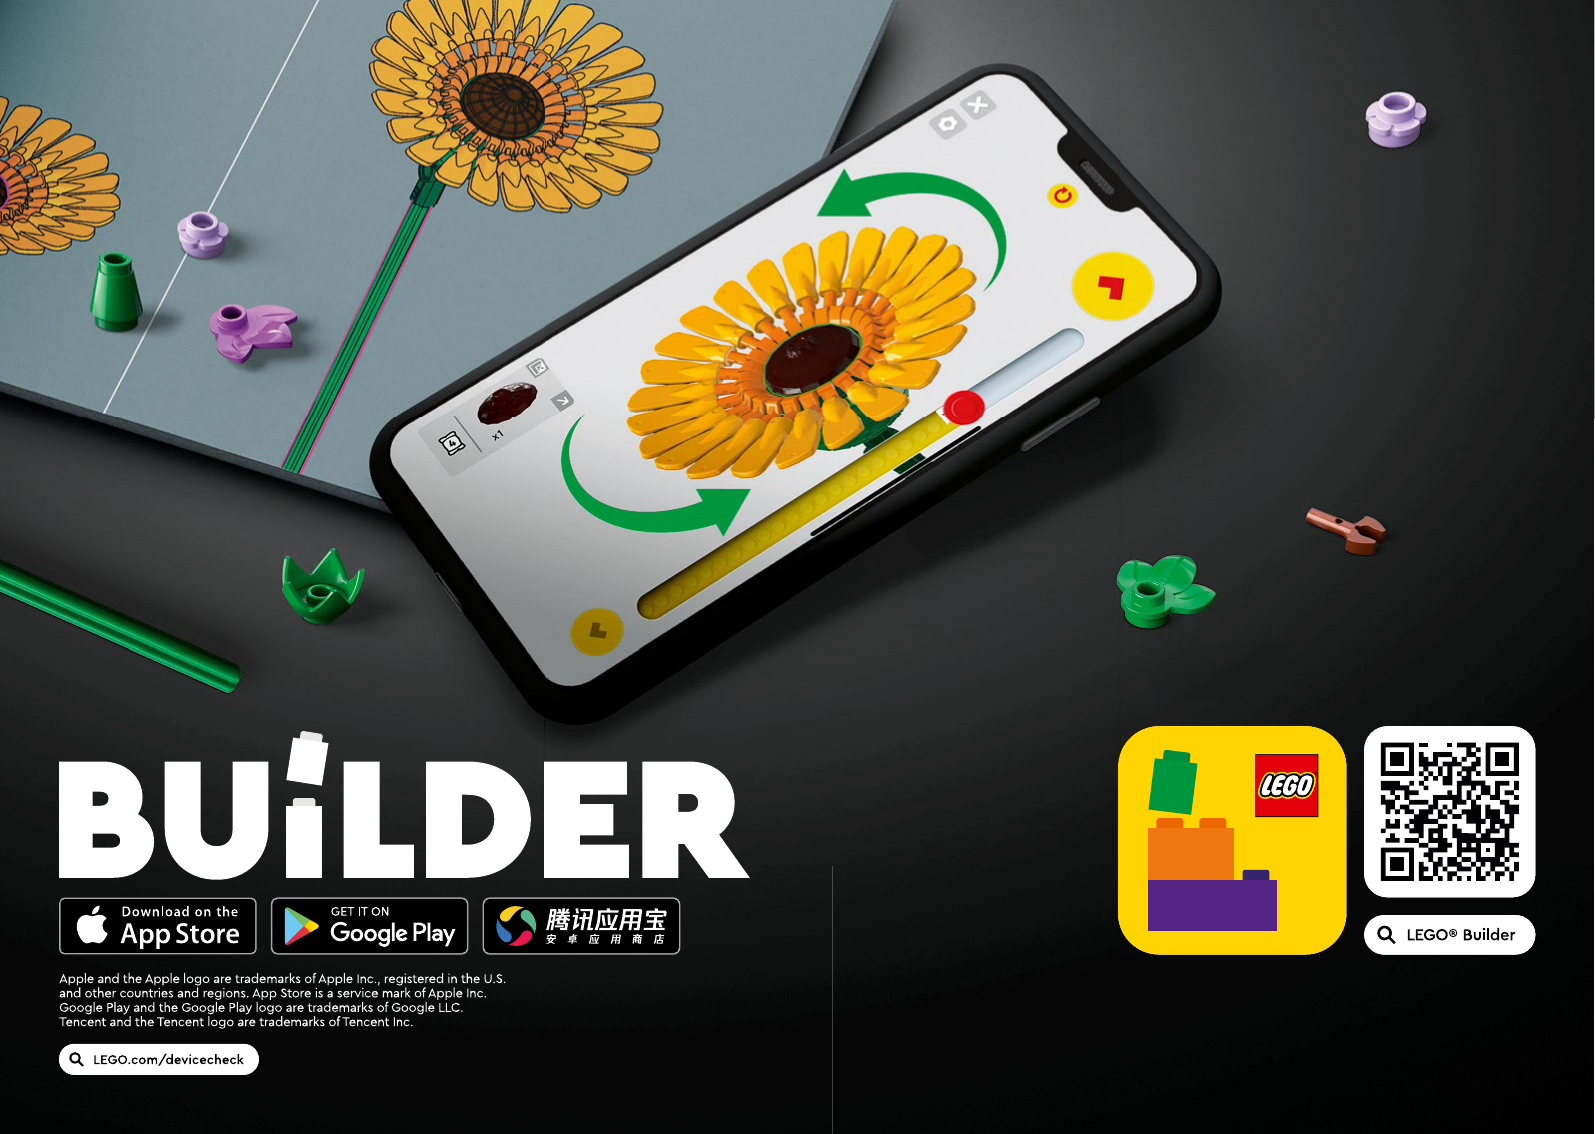 4
x1
BUiLDER
Download on the
App Store
GET IT ON
Google Play
腾讯应用宝
安卓应用商店
Apple and the Apple logo are trademarks of Apple Inc., registered in the U.S.
and other countries and regions. App Store is a service mark of Apple Inc.
Google Play and the Google Play logo are trademarks of Google LLC.
Tencent and the Tencent logo are trademarks of Tencent Inc.
LEGO.com/devicecheck
LEGO
LEGO® Builder